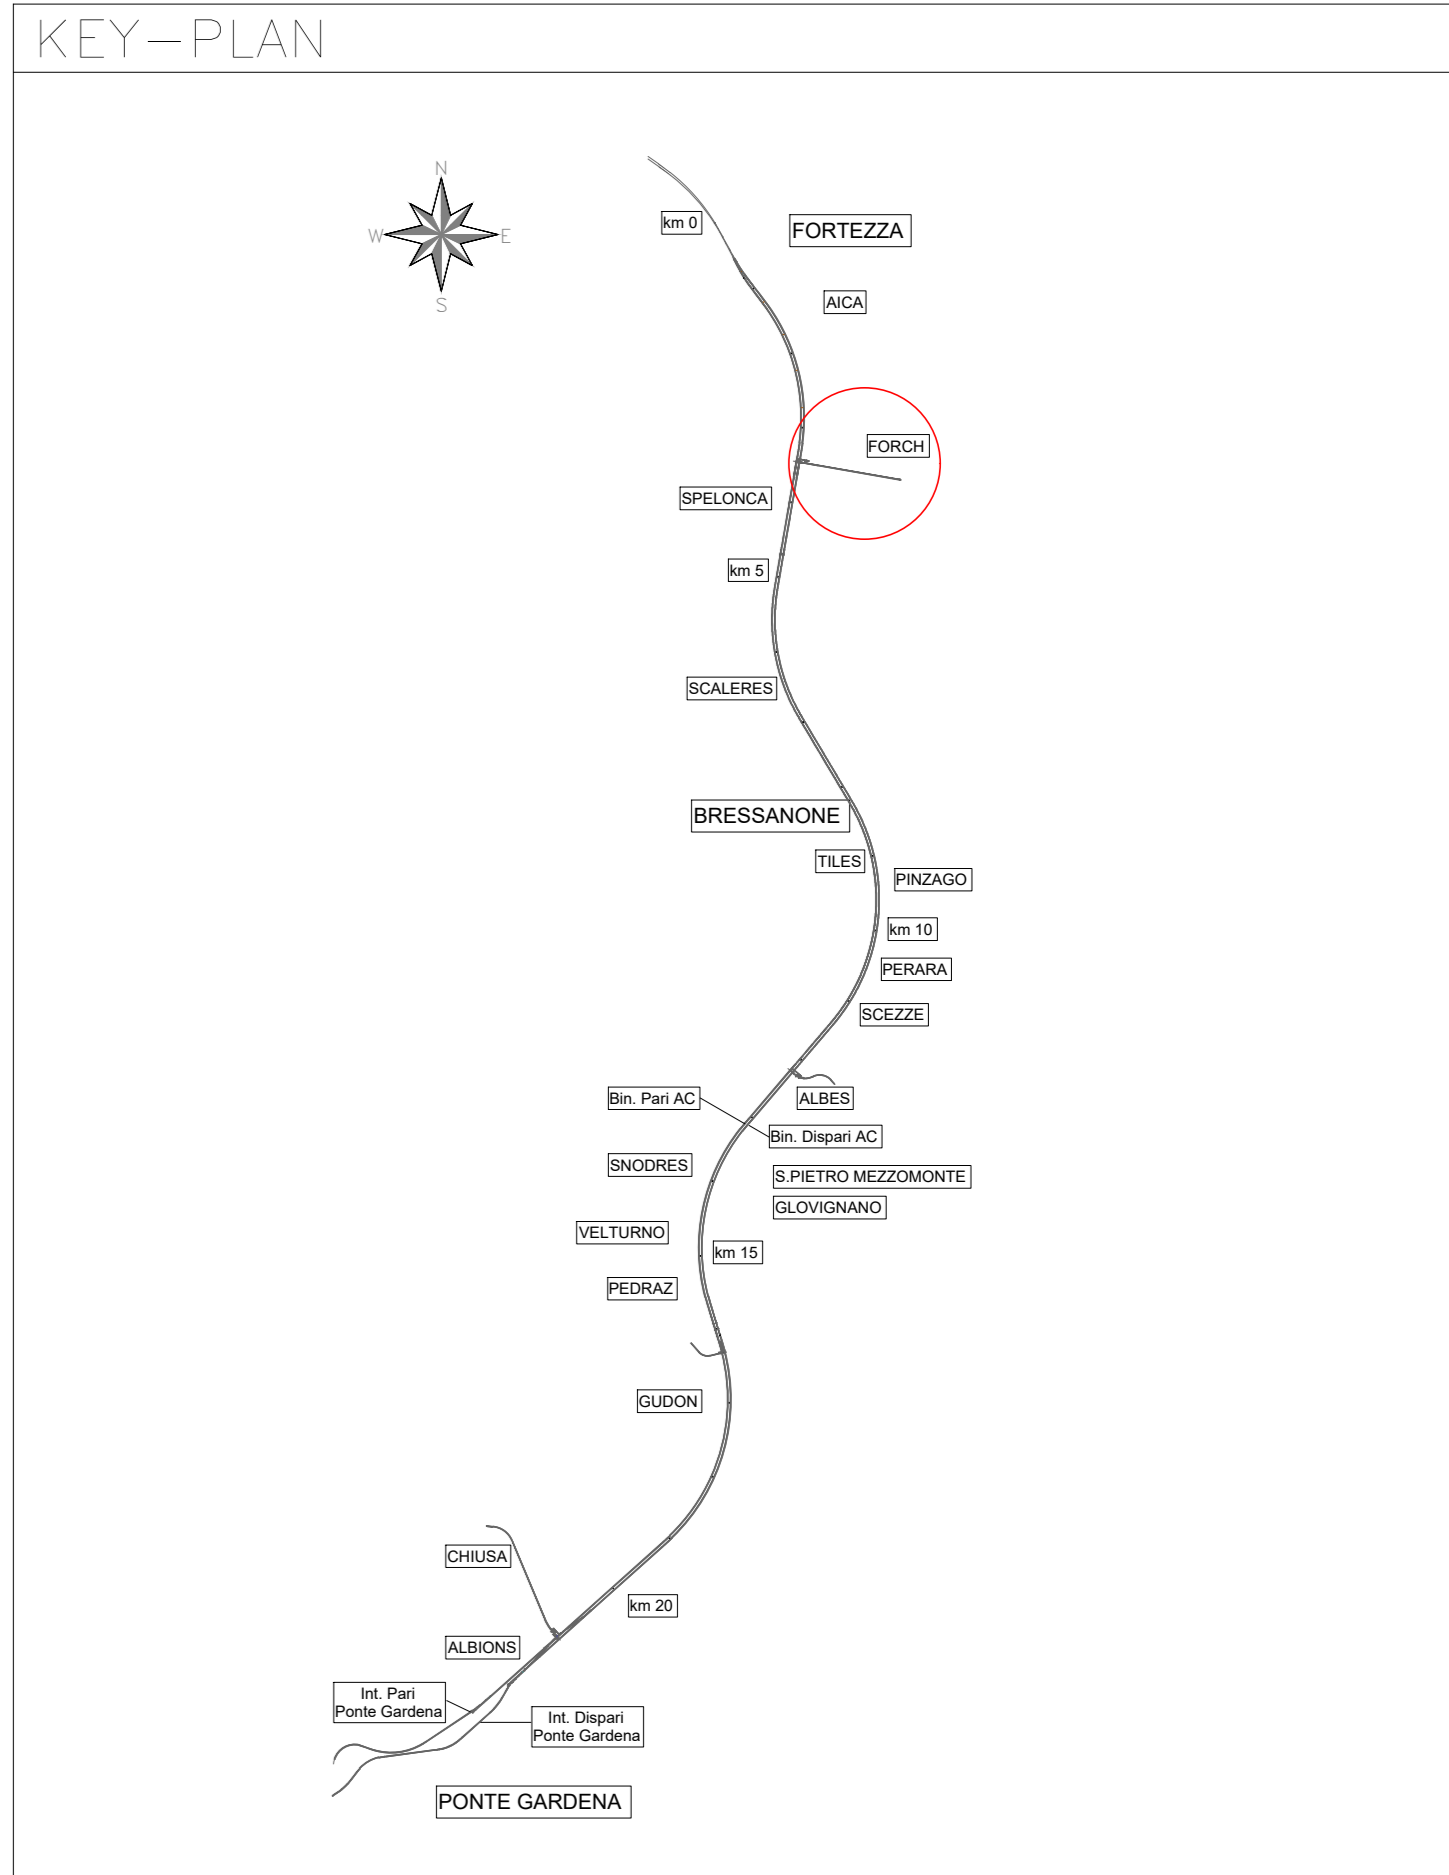 KEY-PLAN
N
W
E
S
km 0
FORTEZZA
AICA
FORCH
SPELONCA
km 5
SCALERES
BRESSANONE
TILES
PINZAGO
km 10
PERARA
SCEZZE
Bin. Pari AC
ALBES
Bin. Dispari AC
SNODRES
S.PIETRO MEZZOMONTE
GLOVIGNANO
VELTURNO
km 15
PEDRAZ
GUDON
CHIUSA
km 20
ALBIONS
Int. Pari
Ponte Gardena
Int. Dispari
Ponte Gardena
PONTE GARDENA